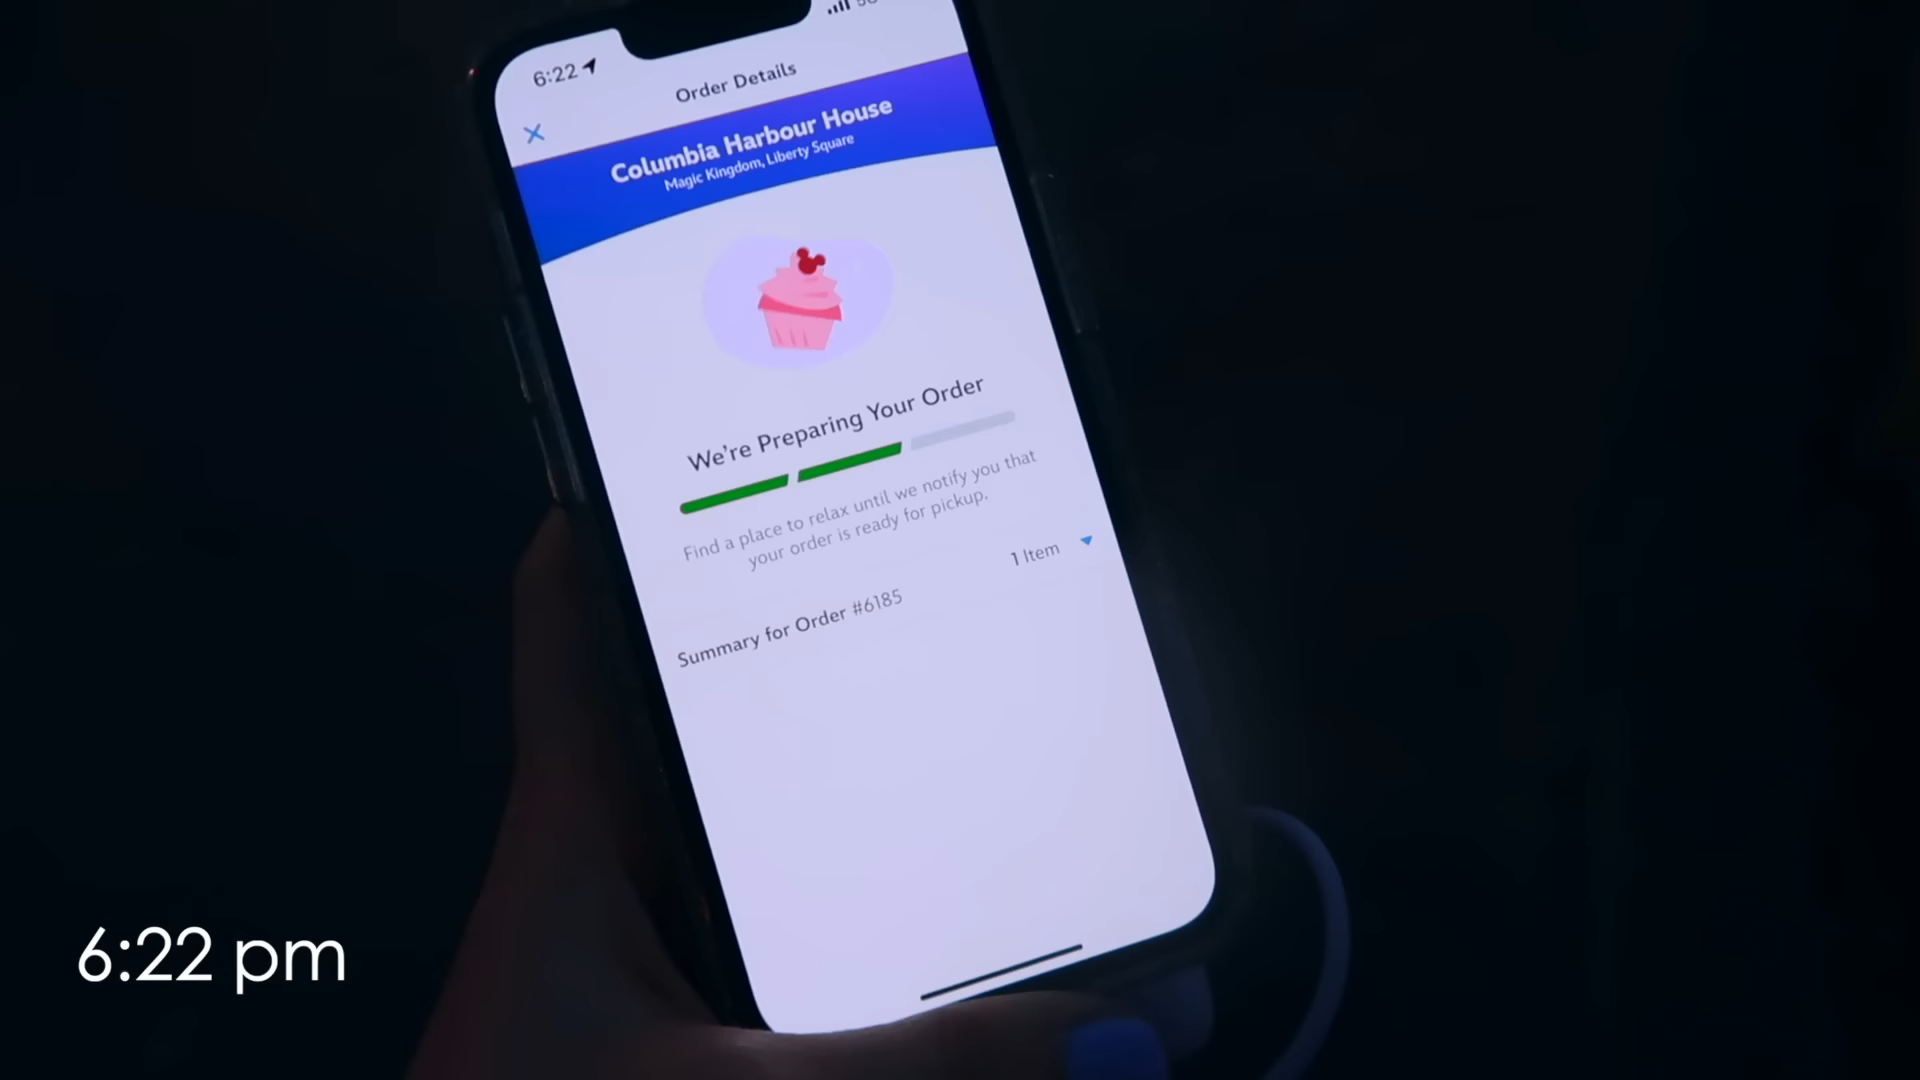 6:22
Order Details
Columbia Harbour House
Magic Kingdom, Liberty Square
We're Preparing Your Order
Find a place to relax until we notify you that
your order is ready for pickup.
1 Item
Summary for Order #6185
6:22 pm